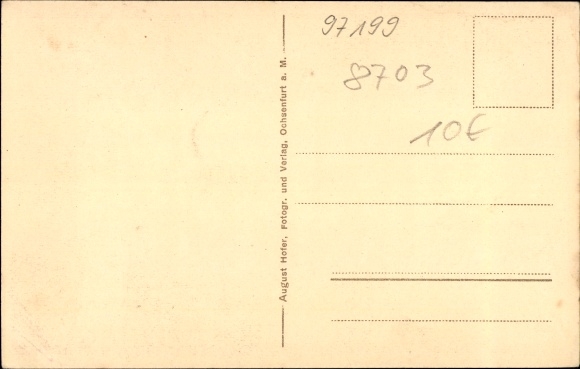 97199
8703
10€
August Hofer, Fotogr. und Verlag, Ochsenfurt a. M.